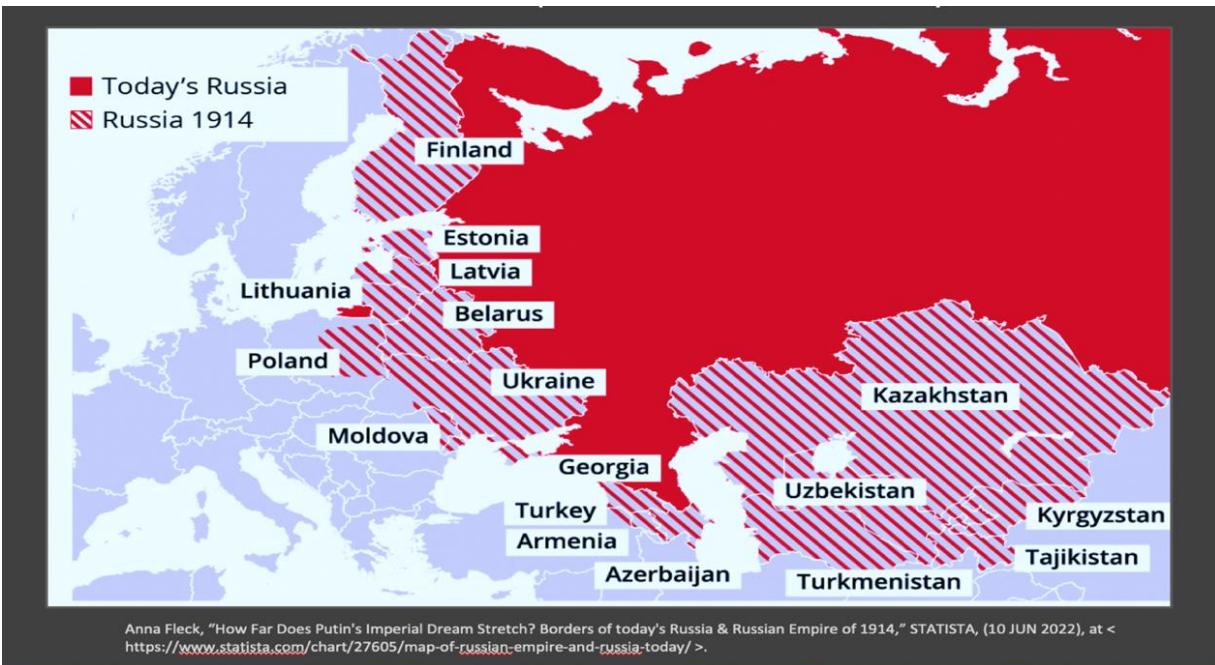 Today's Russia
Russia 1914
Finland
Estonia
Latvia
Lithuania
Belarus
Poland
Ukraine
Kazakhstan
Moldova
Georgia
Uzbekistan
Turkey
Kyrgyzstan
Armenia
Tajikistan
Azerbaijan
Turkmenistan
Anna Fleck, "How Far Does Putin's Imperial Dream Stretch? Borders of today's Russia & Russian Empire of 1914," STATISTA, (10 JUN 2022), at <
https://www.statista.com/chart/27605/map-of-russian-empire-and-russia-today/ >.